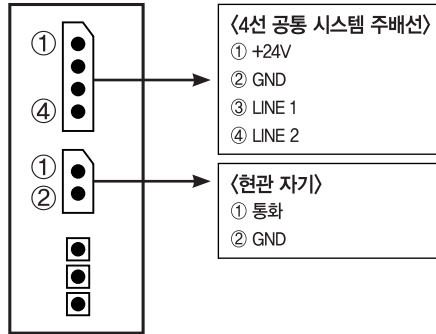 ①
④
①
②
〈4선 공통 시스템 주배선〉
① +24V
② GND
③ LINE 1
④ LINE 2
〈현관 자기〉
① 통화
② GND